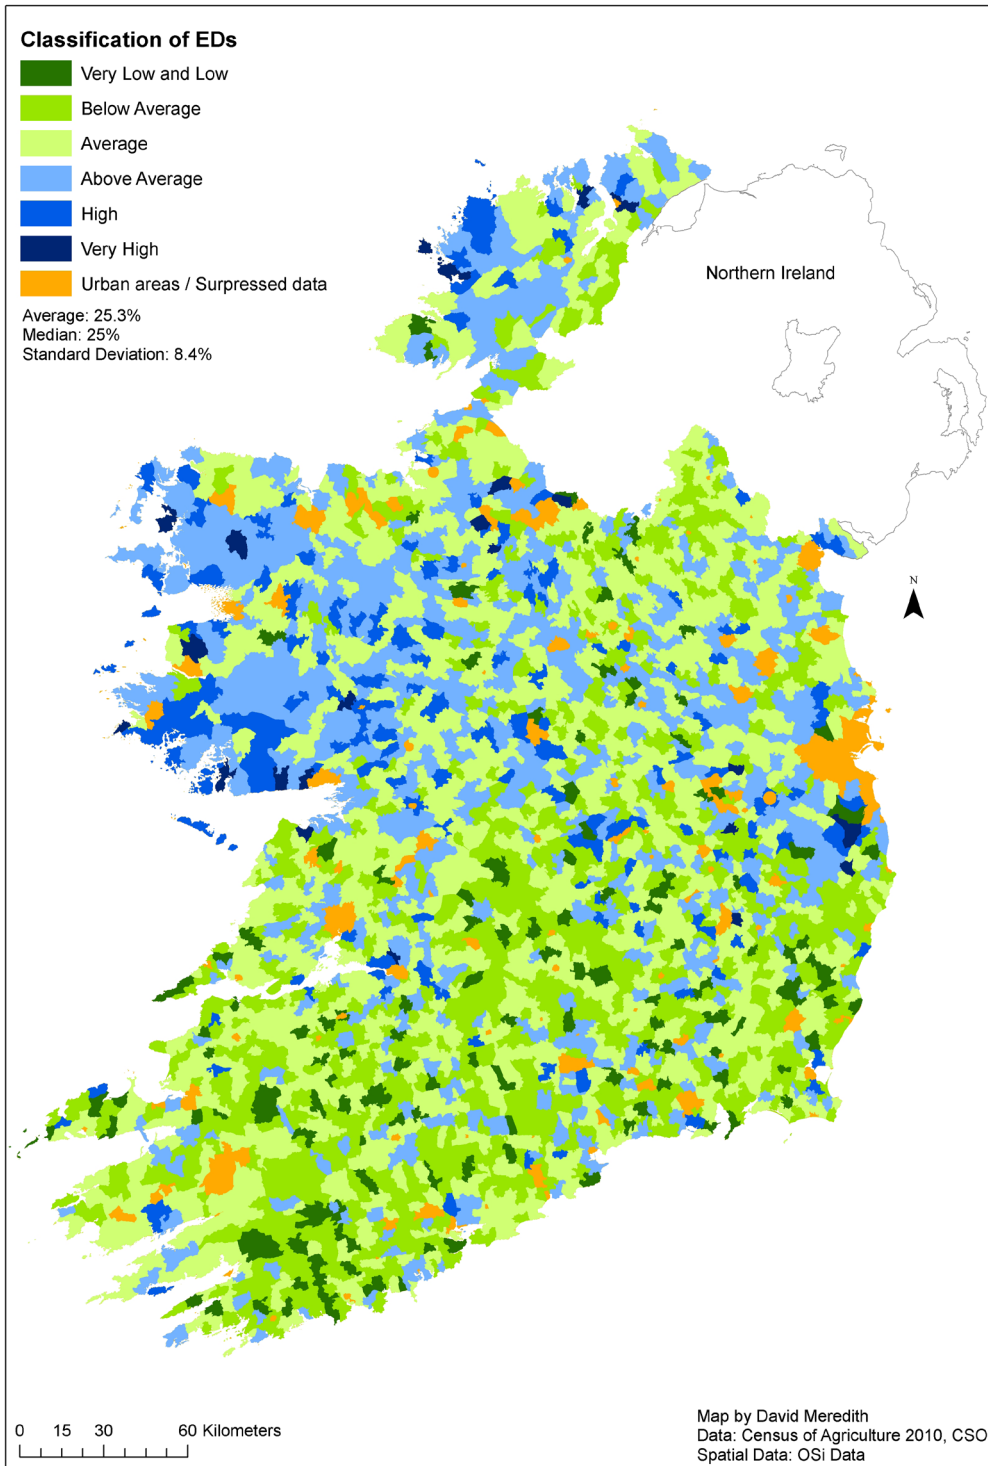 Classification of EDs
Very Low and Low
Below Average
Average
Above Average
High
Very High
Urban areas / Surpressed data
Average: 25.3%
Median: 25%
Standard Deviation: 8.4%
Northern Ireland
N
0 15 30 60 Kilometers
Map by David Meredith
Data: Census of Agriculture 2010, CSO
Spatial Data: OSi Data